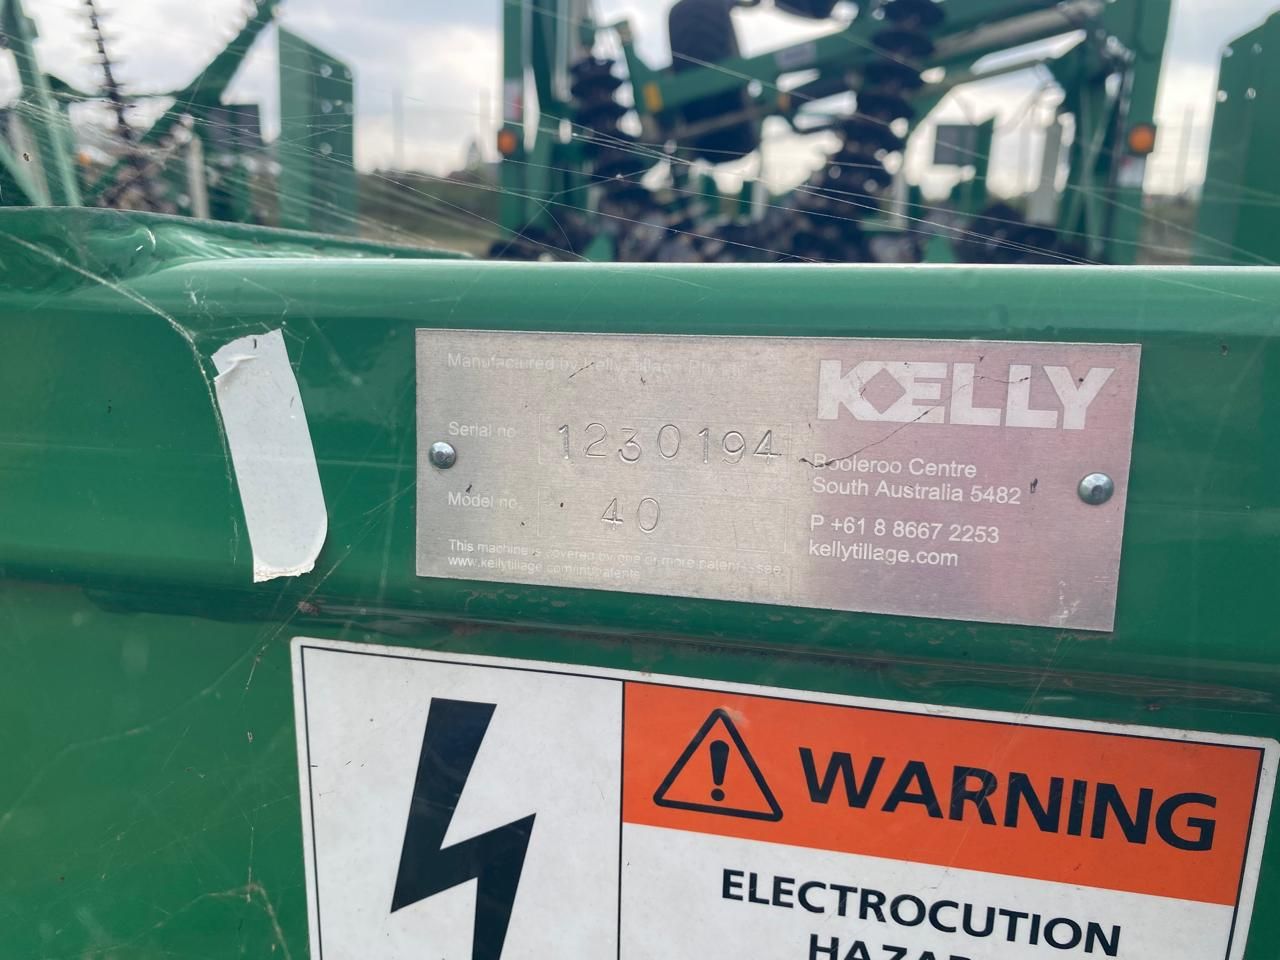 Manufactured by Kelly Tillage Pty Ltd
KELLY
Serial no 1230194
Model no 40
Booleroo Centre
South Australia 5482
P +61 8 8667 2253
kellytillage.com
This machine is covered by one or more patents - see
www.kellytillage.com/int/patents
WARNING
ELECTROCUTION